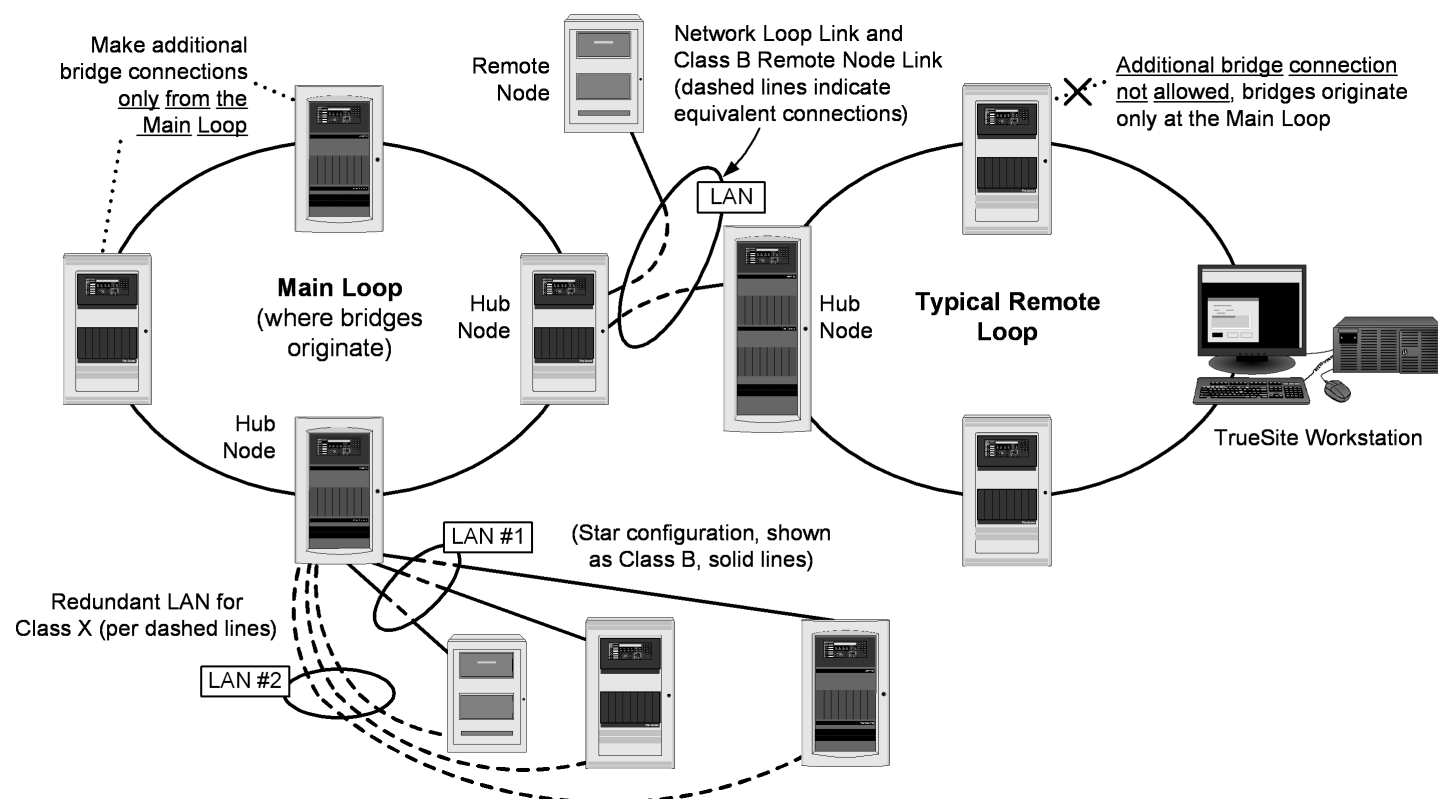 Make additional
bridge connections
only from the
Main Loop
Remote
Node
Network Loop Link and
Class B Remote Node Link
(dashed lines indicate
equivalent connections)
Additional bridge connection
not allowed, bridges originate
only at the Main Loop
LAN
Main Loop
(where bridges
originate)
Hub
Node
Hub
Node
Typical Remote
Loop
TrueSite Workstation
Hub
Node
LAN #1
(Star configuration, shown
as Class B, solid lines)
Redundant LAN for
Class X (per dashed lines)
LAN #2